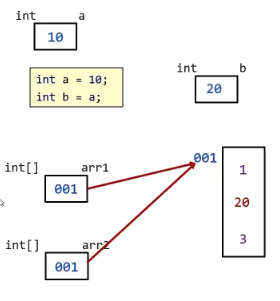 int a
10
int a = 10;
int b = a;
int b
20
int[] arr1
001
001
1
20
3
int[] arr2
001